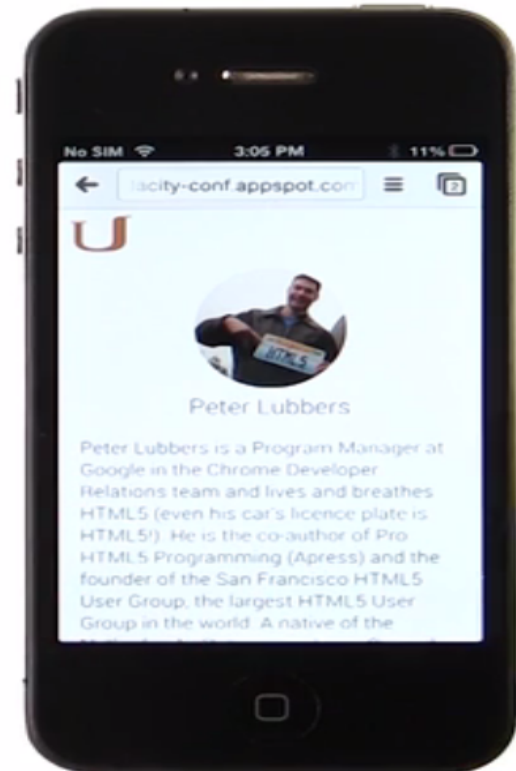 No SIM 3:05 PM 11%
lacity-conf.appspot.com 2
U
HTML5
Peter Lubbers
Peter Lubbers is a Program Manager at
Google in the Chrome Developer
Relations team and lives and breathes
HTML5 (even his car's licence plate is
HTML5!). He is the co-author of Pro
HTML5 Programming (Apress) and the
founder of the San Francisco HTML5
User Group, the largest HTML5 User
Group in the world. A native of the